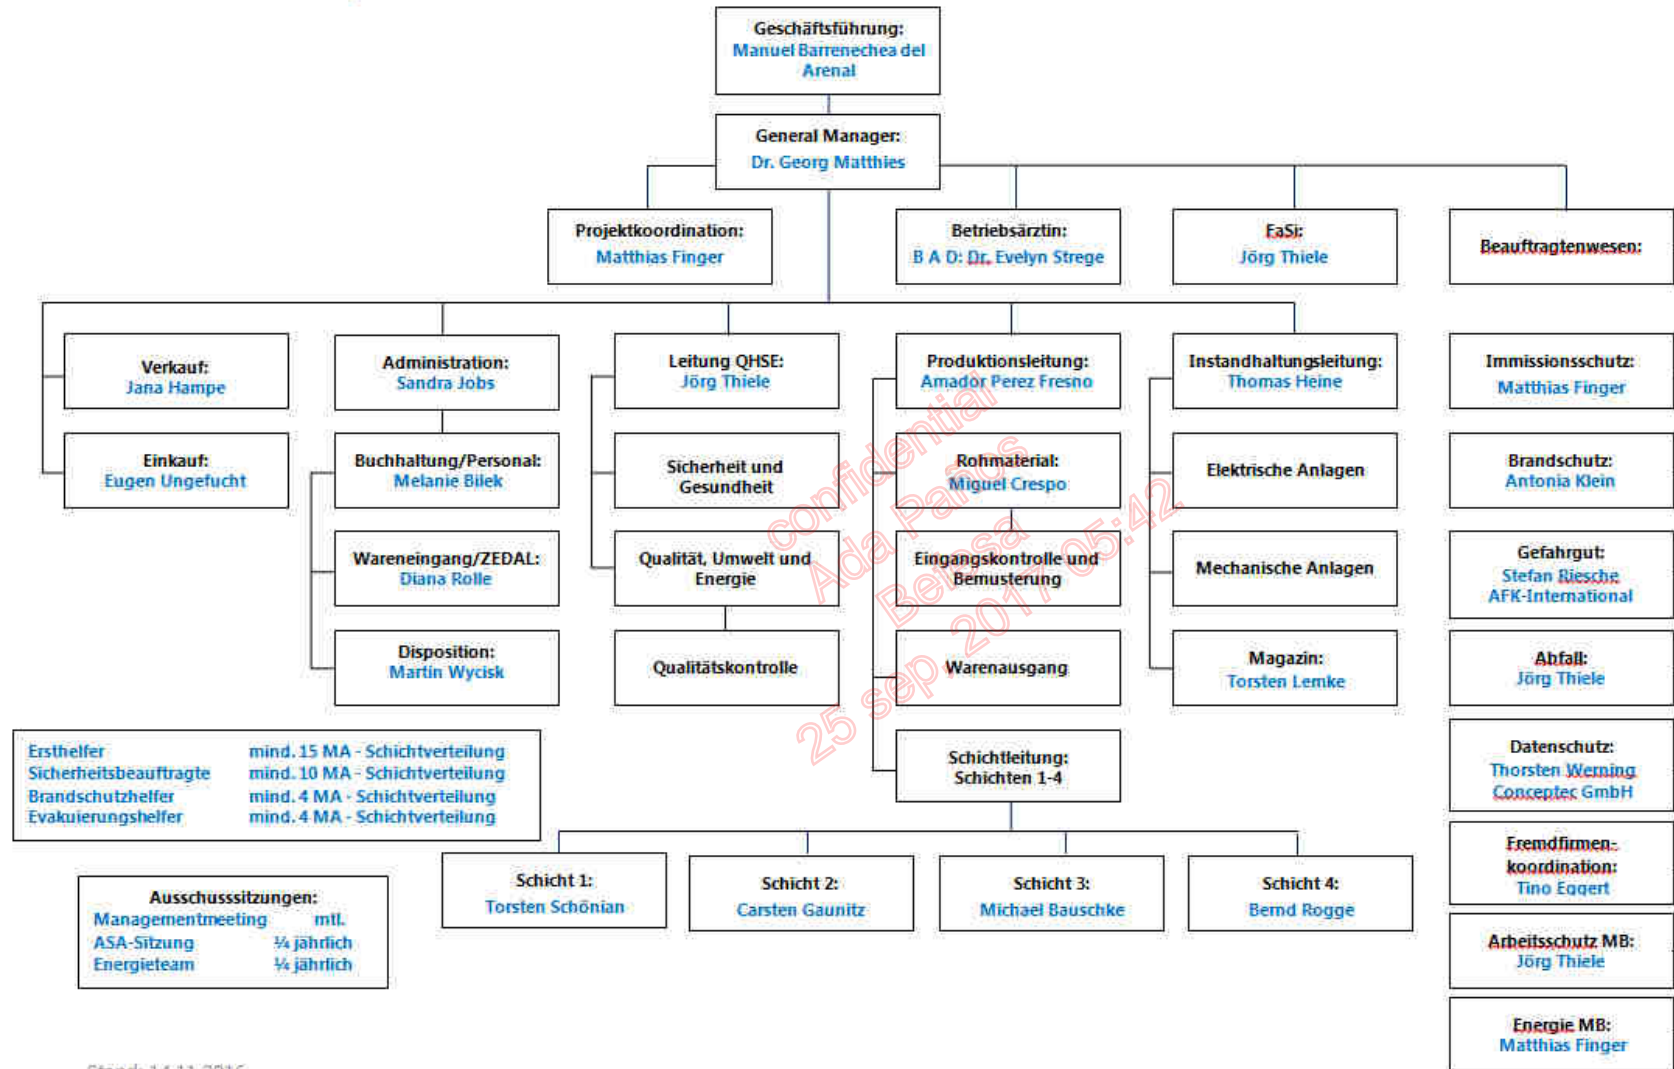 Geschäftsführung:
Manuel Barrenechea del
Arenal
General Manager:
Dr. Georg Matthies
Projektkoordination:
Matthias Finger
Betriebsärztin:
B A D: Dr. Evelyn Strege
FaSi:
Jörg Thiele
Beauftragtenwesen:
Verkauf:
Jana Hampe
Administration:
Sandra Jobs
Leitung QHSE:
Jörg Thiele
Produktionsleitung:
Amador Perez Fresno
Instandhaltungsleitung:
Thomas Heine
Immissionsschutz:
Matthias Finger
Einkauf:
Eugen Ungefucht
Buchhaltung/Personal:
Melanie Bilek
Sicherheit und
Gesundheit
Rohmaterial:
Miguel Crespo
Elektrische Anlagen
Brandschutz:
Antonia Klein
Wareneingang/ZEDAL:
Diana Rolle
Qualität, Umwelt und
Energie
Eingangskontrolle und
Bemusterung
Mechanische Anlagen
Gefahrgut:
Stefan Riesche
AFK-International
Disposition:
Martin Wycisk
Qualitätskontrolle
Warenausgang
Magazin:
Torsten Lemke
Abfall:
Jörg Thiele
confidential
Ada Paños
Befesa
25 sep. 2017 05:42
Ersthelfer mind. 15 MA - Schichtverteilung
Sicherheitsbeauftragte mind. 10 MA - Schichtverteilung
Brandschutzhelfer mind. 4 MA - Schichtverteilung
Evakuierungshelfer mind. 4 MA - Schichtverteilung
Schichtleitung:
Schichten 1-4
Datenschutz:
Thorsten Werning
Conceptec GmbH
Ausschusssitzungen:
Managementmeeting mtl.
ASA-Sitzung ¼ jährlich
Energieteam ¼ jährlich
Schicht 1:
Torsten Schönian
Schicht 2:
Carsten Gaunitz
Schicht 3:
Michael Bauschke
Schicht 4:
Bernd Rogge
Fremdfirmen-
koordination:
Tino Eggert
Arbeitsschutz MB:
Jörg Thiele
Energie MB:
Matthias Finger